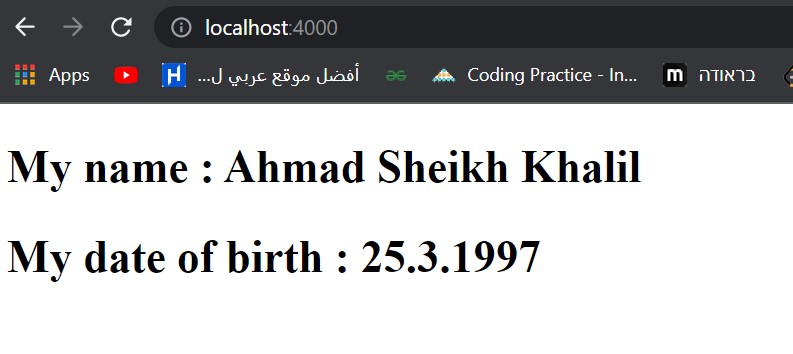 localhost:4000
Apps
أفضل موقع عربي ل...
Coding Practice - In...
m בראודה
My name : Ahmad Sheikh Khalil
My date of birth : 25.3.1997